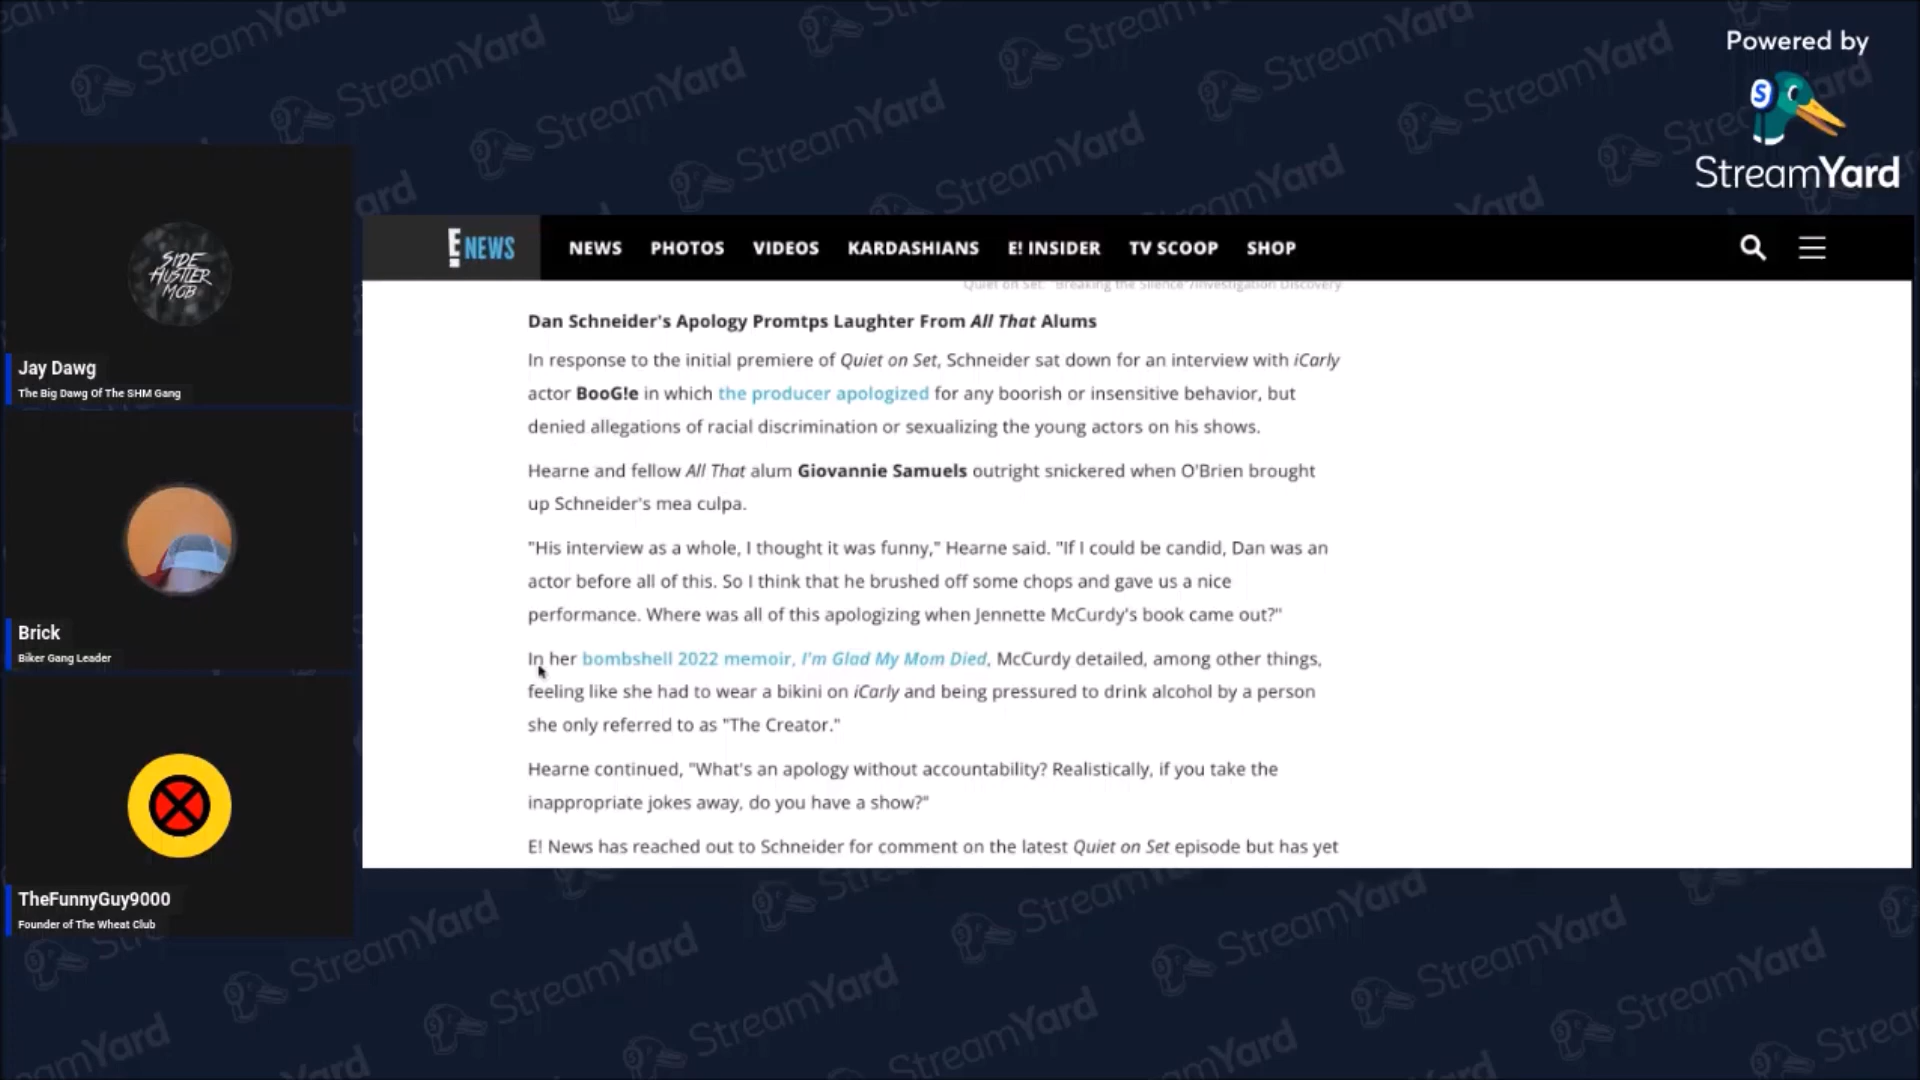 Powered by
StreamYard
E! NEWS
NEWS PHOTOS VIDEOS KARDASHIANS E! INSIDER TV SCOOP SHOP
Quiet on Set: "Breaking the Silence"/Investigation Discovery
Dan Schneider's Apology Promtps Laughter From All That Alums
In response to the initial premiere of Quiet on Set, Schneider sat down for an interview with iCarly
actor BooG!e in which the producer apologized for any boorish or insensitive behavior, but
denied allegations of racial discrimination or sexualizing the young actors on his shows.
Hearne and fellow All That alum Giovannie Samuels outright snickered when O'Brien brought
up Schneider's mea culpa.
"His interview as a whole, I thought it was funny," Hearne said. "If I could be candid, Dan was an
actor before all of this. So I think that he brushed off some chops and gave us a nice
performance. Where was all of this apologizing when Jennette McCurdy's book came out?"
In her bombshell 2022 memoir, I'm Glad My Mom Died, McCurdy detailed, among other things,
feeling like she had to wear a bikini on iCarly and being pressured to drink alcohol by a person
she only referred to as "The Creator."
Hearne continued, "What's an apology without accountability? Realistically, if you take the
inappropriate jokes away, do you have a show?"
E! News has reached out to Schneider for comment on the latest Quiet on Set episode but has yet
SIDE
HUSTLER
MOB
Jay Dawg
The Big Dawg Of The SHM Gang
Brick
Biker Gang Leader
TheFunnyGuy9000
Founder of The Wheat Club